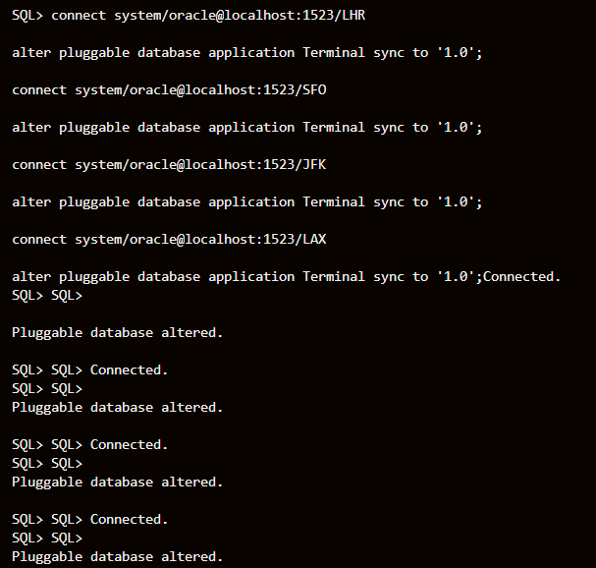 SQL> connect system/oracle@localhost:1523/LHR
alter pluggable database application Terminal sync to '1.0';
connect system/oracle@localhost:1523/SFO
alter pluggable database application Terminal sync to '1.0';
connect system/oracle@localhost:1523/JFK
alter pluggable database application Terminal sync to '1.0';
connect system/oracle@localhost:1523/LAX
alter pluggable database application Terminal sync to '1.0';Connected.
SQL> SQL>
Pluggable database altered.
SQL> SQL> Connected.
SQL> SQL>
Pluggable database altered.
SQL> SQL> Connected.
SQL> SQL>
Pluggable database altered.
SQL> SQL> Connected.
SQL> SQL>
Pluggable database altered.